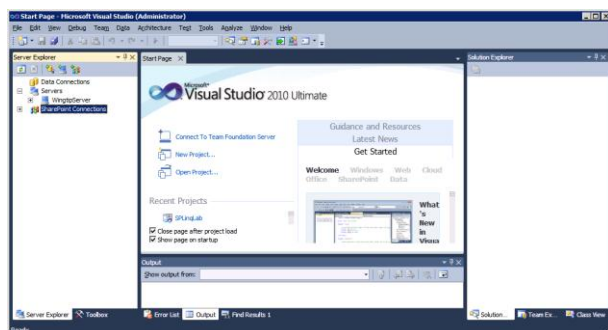 Start Page - Microsoft Visual Studio (Administrator)
File Edit View Debug Team Data Architecture Test Tools Analyze Window Help
Server Explorer
Data Connections
Servers
WingtipServer
SharePoint Connections
Server Explorer Toolbox
Start Page
Microsoft
Visual Studio 2010 Ultimate
Connect To Team Foundation Server
New Project...
Open Project...
Recent Projects
SPLinqLab
Close page after project load
Show page on startup
Guidance and Resources
Latest News
Get Started
Welcome Windows Web Cloud
Office SharePoint Data
What
's
New
in
Visua
Output
Show output from:
Error List Output Find Results 1
Solution Explorer
Solution... Team Ex... Class View
Ready